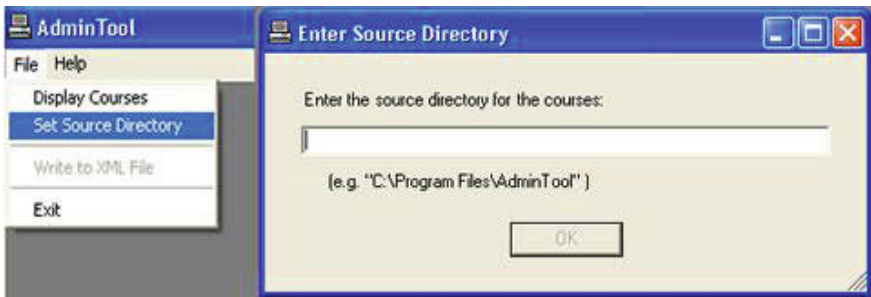 AdminTool
File Help
Display Courses
Set Source Directory
Write to XML File
Exit
Enter Source Directory
Enter the source directory for the courses:
(e.g. "C:\Program Files\AdminTool" )
OK